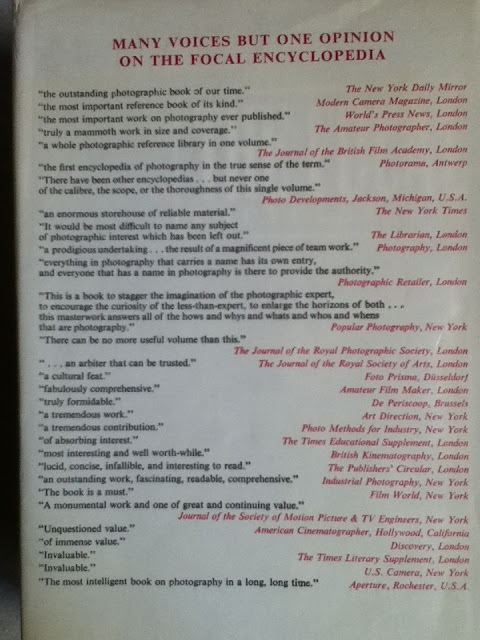 MANY VOICES BUT ONE OPINION
ON THE FOCAL ENCYCLOPEDIA
"the outstanding photographic book of our time." The New York Daily Mirror
"the most important reference book of its kind." Modern Camera Magazine, London
"the most important work on photography ever published." World's Press News, London
"truly a mammoth work in size and coverage." The Amateur Photographer, London
"a whole photographic reference library in one volume."
The Journal of the British Film Academy, London
"the first encyclopedia of photography in the true sense of the term." Photorama, Antwerp
"There have been other encyclopedias . . . but never one
of the calibre, the scope, or the thoroughness of this single volume."
Photo Developments, Jackson, Michigan, U.S.A.
"an enormous storehouse of reliable material." The New York Times
"It would be most difficult to name any subject
of photographic interest which has been left out." The Librarian, London
"a prodigious undertaking . . . the result of a magnificent piece of team work." Photography, London
"everything in photography that carries a name has its own entry,
and everyone that has a name in photography is there to provide the authority."
Photographic Retailer, London
"This is a book to stagger the imagination of the photographic expert,
to encourage the curiosity of the less-than-expert, to enlarge the horizons of both . . .
this masterwork answers all of the hows and whys and whats and whos and whens
that are photography." Popular Photography, New York
"There can be no more useful volume than this."
The Journal of the Royal Photographic Society, London
". . . an arbiter that can be trusted." The Journal of the Royal Society of Arts, London
"a cultural feat." Foto Prisma, Düsseldorf
"fabulously comprehensive." Amateur Film Maker, London
"truly formidable." De Periscoop, Brussels
"a tremendous work." Art Direction, New York
"a tremendous contribution." Photo Methods for Industry, New York
"of absorbing interest." The Times Educational Supplement, London
"most interesting and well worth-while." British Kinematography, London
"lucid, concise, infallible, and interesting to read." The Publishers' Circular, London
"an outstanding work, fascinating, readable, comprehensive." Industrial Photography, New York
"The book is a must." Film World, New York
"A monumental work and one of great and continuing value."
Journal of the Society of Motion Picture & TV Engineers, New York
"Unquestioned value." American Cinematographer, Hollywood, California
"of immense value." Discovery, London
"Invaluable." The Times Literary Supplement, London
"Invaluable." U.S. Camera, New York
"The most intelligent book on photography in a long, long time." Aperture, Rochester, U.S.A.